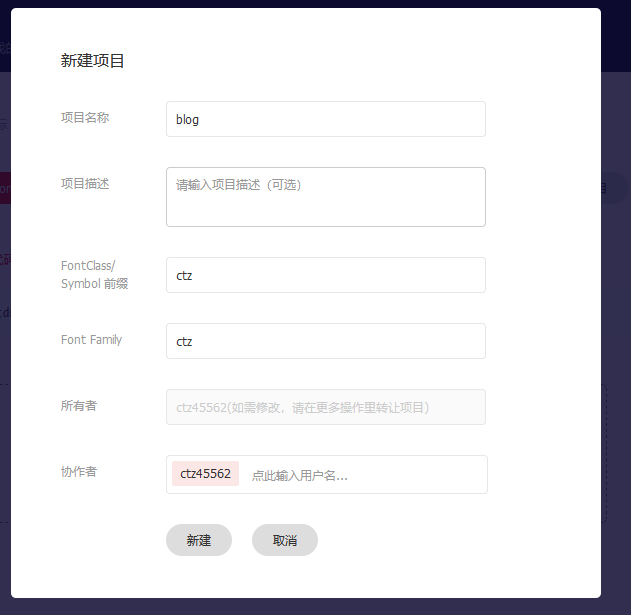 新建项目
项目名称
blog
项目描述
请输入项目描述（可选）
FontClass/
Symbol 前缀
ctz
Font Family
ctz
所有者
ctz45562(如需修改，请在更多操作里转让项目)
协作者
ctz45562 点此输入用户名...
新建 取消